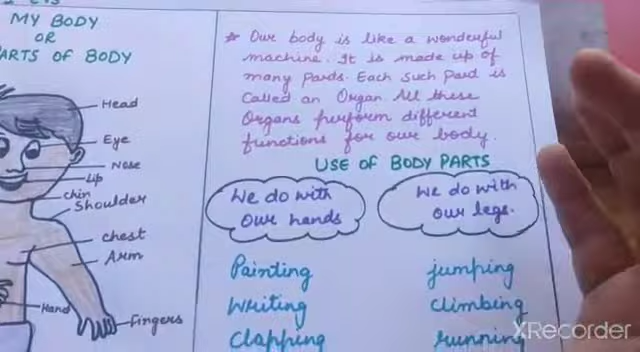 MY BODY
OR
PARTS OF BODY
Head
Eye
Nose
Lip
chin
Shoulder
chest
Arm
Hand
Fingers
* Our body is like a wonderful
machine. It is made up of
many pards. Each such pard is
Called an Organ. All these
Organs perform different
functions for our body.
USE OF BODY PARTS
We do with
our hands
Painting
Writing
Clapping
We do with
our legs.
jumping
climbing
running
XRecorder